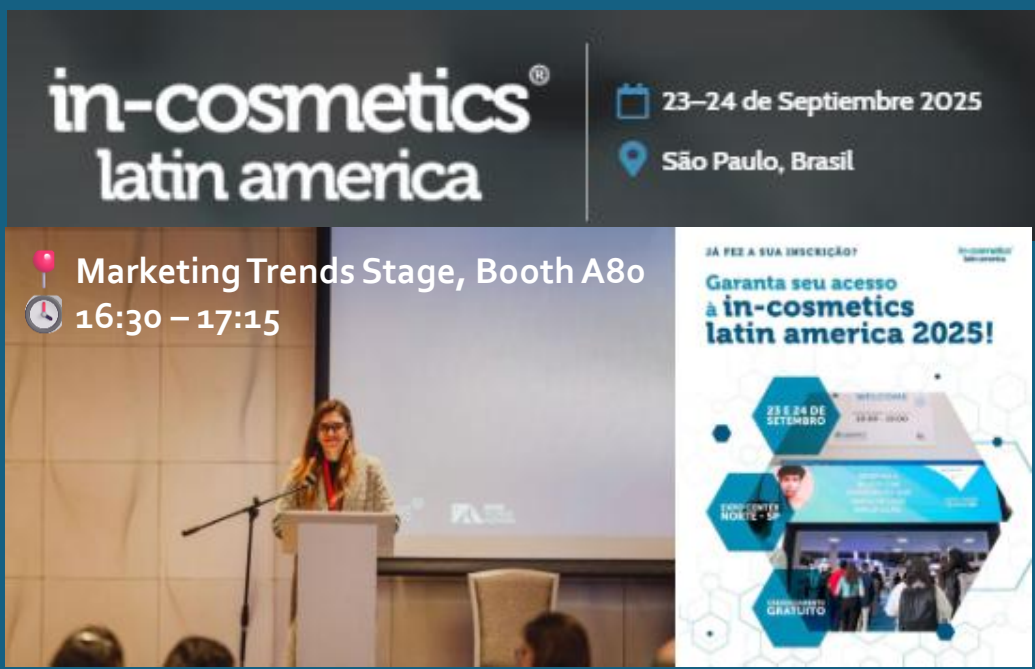 in-cosmetics®
latin america
23–24 de Septiembre 2025
São Paulo, Brasil
Marketing Trends Stage, Booth A80
16:30 – 17:15
JÁ FEZ A SUA INSCRIÇÃO?
in-cosmetics
latin america
Garanta seu acesso
à in-cosmetics
latin america 2025!
23 E 24 DE
SETEMBRO
WELCOME
EXPO CENTER
NORTE - SP
CREDENCIAMENTO
GRATUITO